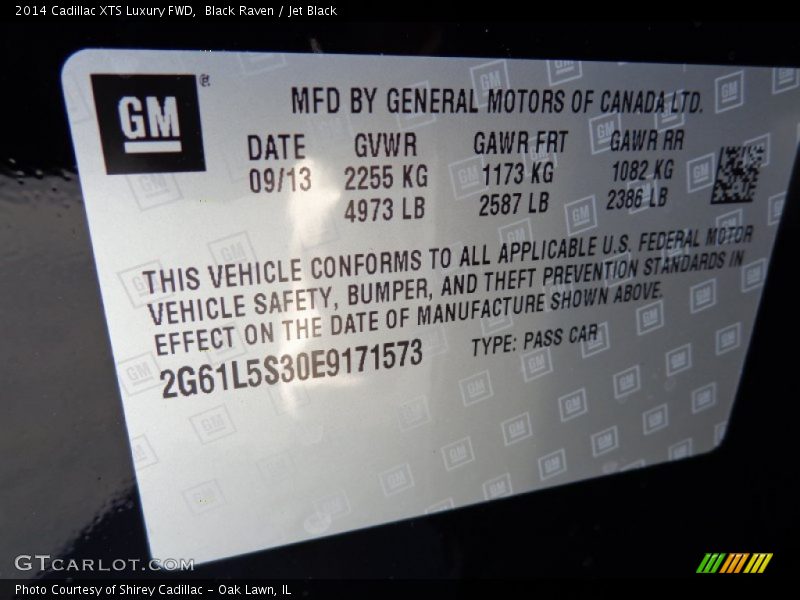 2014 Cadillac XTS Luxury FWD,  Black Raven / Jet Black
GM
MFD BY GENERAL MOTORS OF CANADA LTD.
DATE GVWR GAWR FRT GAWR RR
09/13 2255 KG 1173 KG 1082 KG
4973 LB 2587 LB 2386 LB
THIS VEHICLE CONFORMS TO ALL APPLICABLE U.S. FEDERAL MOTOR
VEHICLE SAFETY, BUMPER, AND THEFT PREVENTION STANDARDS IN
EFFECT ON THE DATE OF MANUFACTURE SHOWN ABOVE.
2G61L5S30E9171573 TYPE: PASS CAR
GTCARLOT.COM
Photo Courtesy of Shirey Cadillac - Oak Lawn, IL